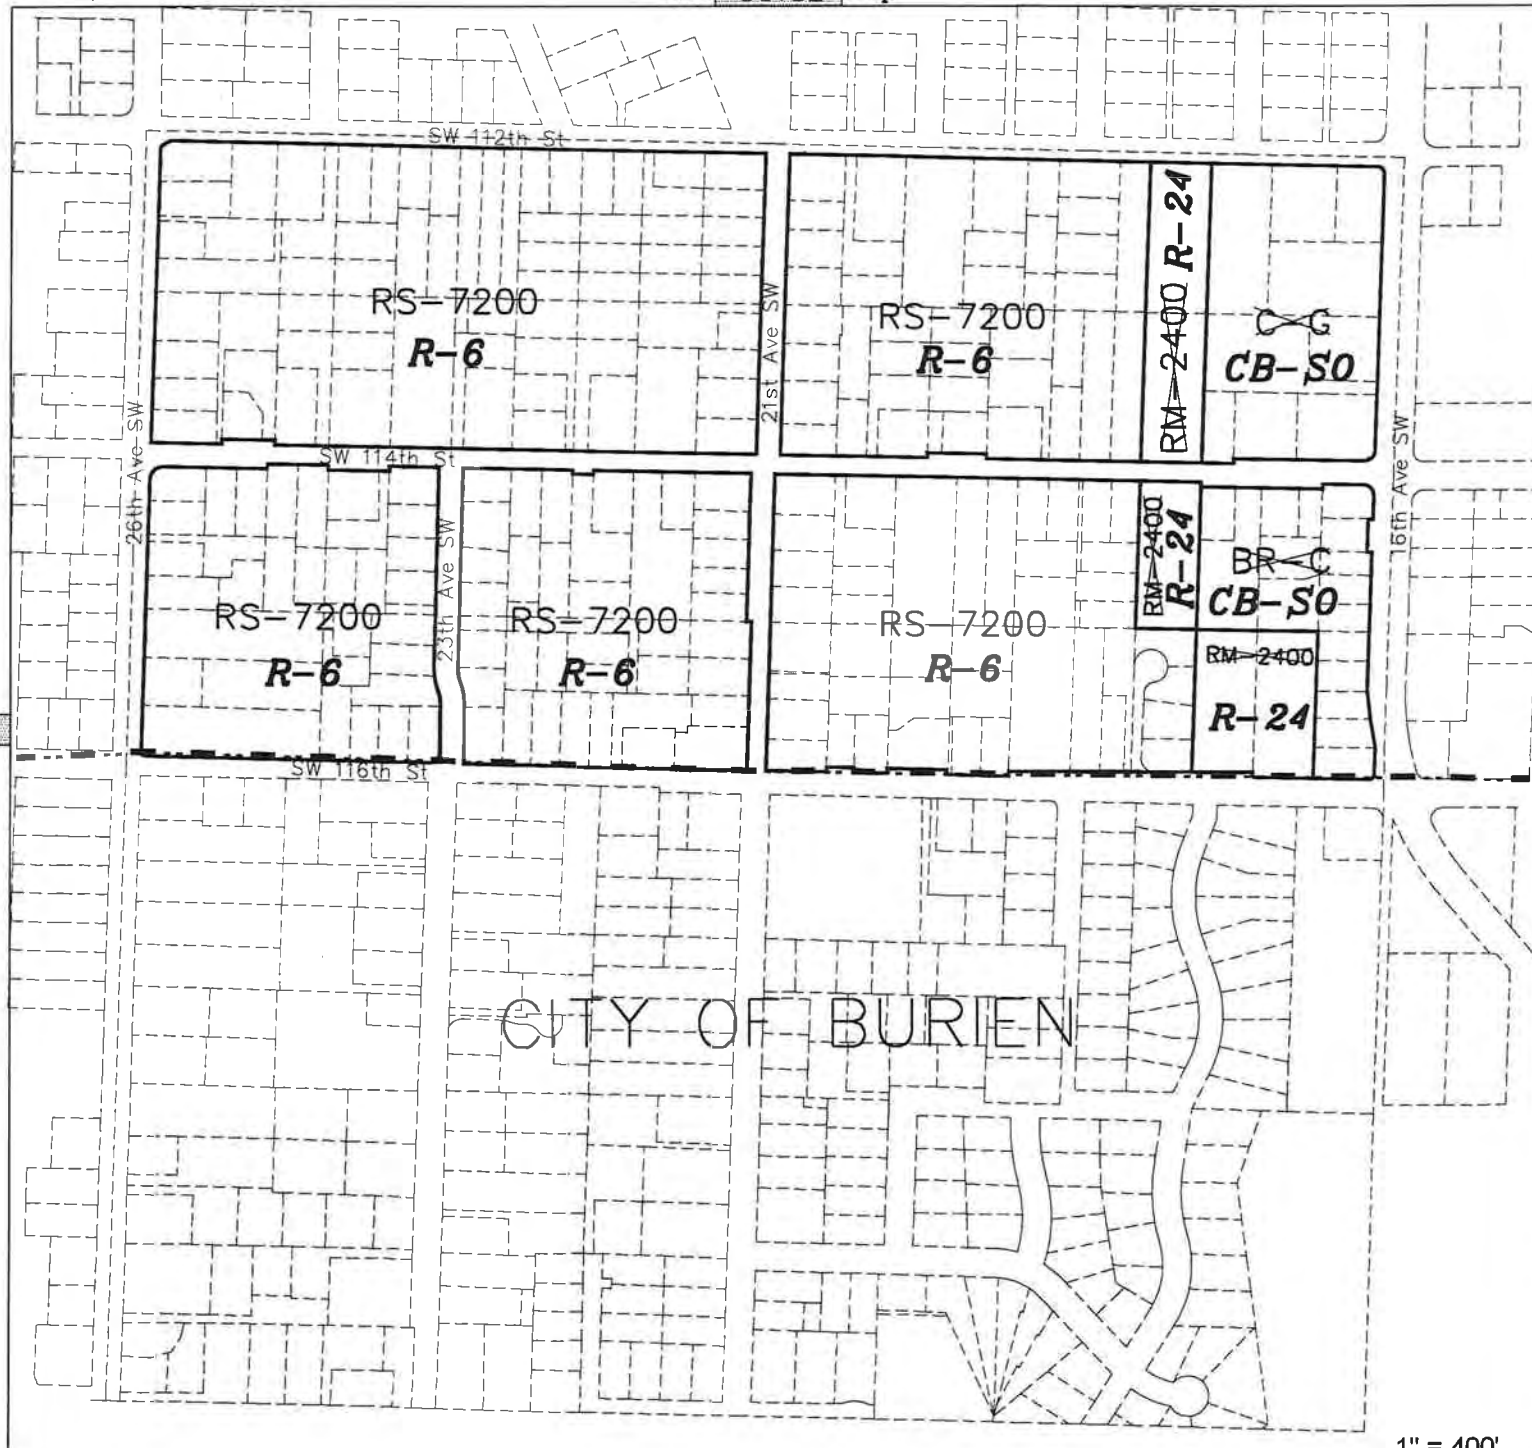 SW 112th St
RS-7200
R-6
21st Ave SW
RS-7200
R-6
RM-2400 R-24
C-G
CB-SO
26th Ave SW
SW 114th St
16th Ave SW
RS-7200
R-6
23th Ave SW
RS-7200
R-6
RS-7200
R-6
RM-2400
R-24
BR-C
CB-SO
RM-2400
R-24
SW 116th St
CITY OF BURIEN
1" = 400'